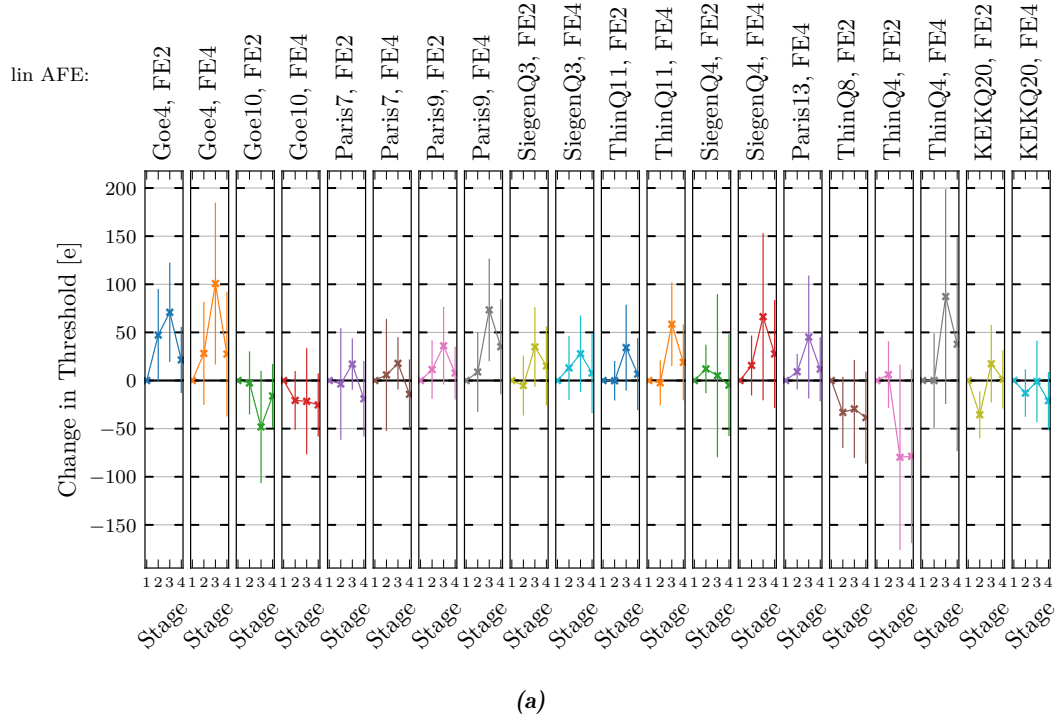 lin AFE:
Goe4, FE2
Goe4, FE4
Goe10, FE2
Goe10, FE4
Paris7, FE2
Paris7, FE4
Paris9, FE2
Paris9, FE4
SiegenQ3, FE2
SiegenQ3, FE4
ThinQ11, FE2
ThinQ11, FE4
SiegenQ4, FE2
SiegenQ4, FE4
Paris13, FE4
ThinQ8, FE2
ThinQ4, FE2
ThinQ4, FE4
KEKQ20, FE2
KEKQ20, FE4
Change in Threshold [e]
200
150
100
50
0
−50
−100
−150
1 2 3 4 1 2 3 4 1 2 3 4 1 2 3 4 1 2 3 4 1 2 3 4 1 2 3 4 1 2 3 4 1 2 3 4 1 2 3 4 1 2 3 4 1 2 3 4 1 2 3 4 1 2 3 4 1 2 3 4 1 2 3 4 1 2 3 4 1 2 3 4 1 2 3 4 1 2 3 4
Stage Stage Stage Stage Stage Stage Stage Stage Stage Stage Stage Stage Stage Stage Stage Stage Stage Stage Stage Stage
(a)